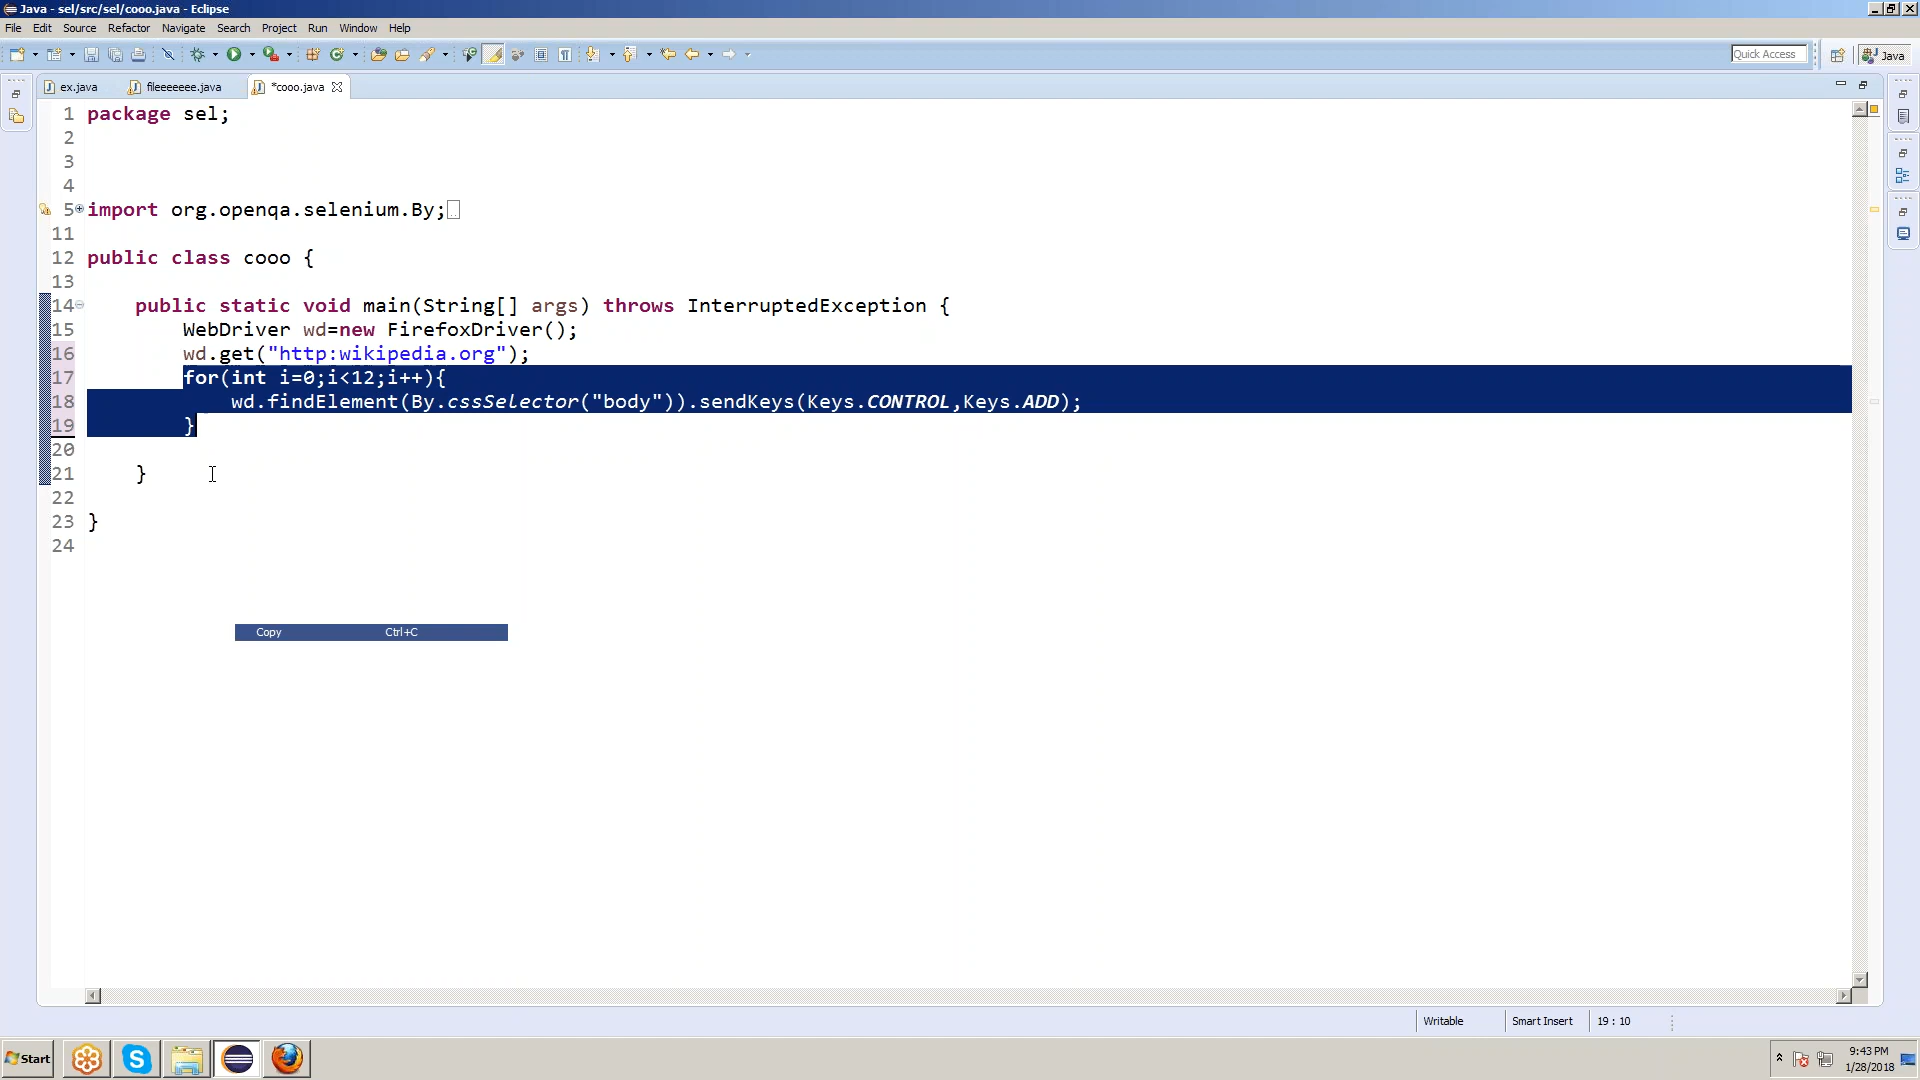 Java - sel/src/sel/cooo.java - Eclipse
File Edit Source Refactor Navigate Search Project Run Window Help
Quick Access Java
ex.java fileeeeeee.java *cooo.java
1 package sel;
2
3
4
5 import org.openqa.selenium.By;
11
12 public class cooo {
13
14 public static void main(String[] args) throws InterruptedException {
15 WebDriver wd=new FirefoxDriver();
16 wd.get("http:wikipedia.org");
17 for(int i=0;i<12;i++){
18 wd.findElement(By.cssSelector("body")).sendKeys(Keys.CONTROL,Keys.ADD);
19 }
20
21 }
22
23 }
24
Copy Ctrl+C
Writable Smart Insert 19 : 10
Start
9:43 PM
1/28/2018